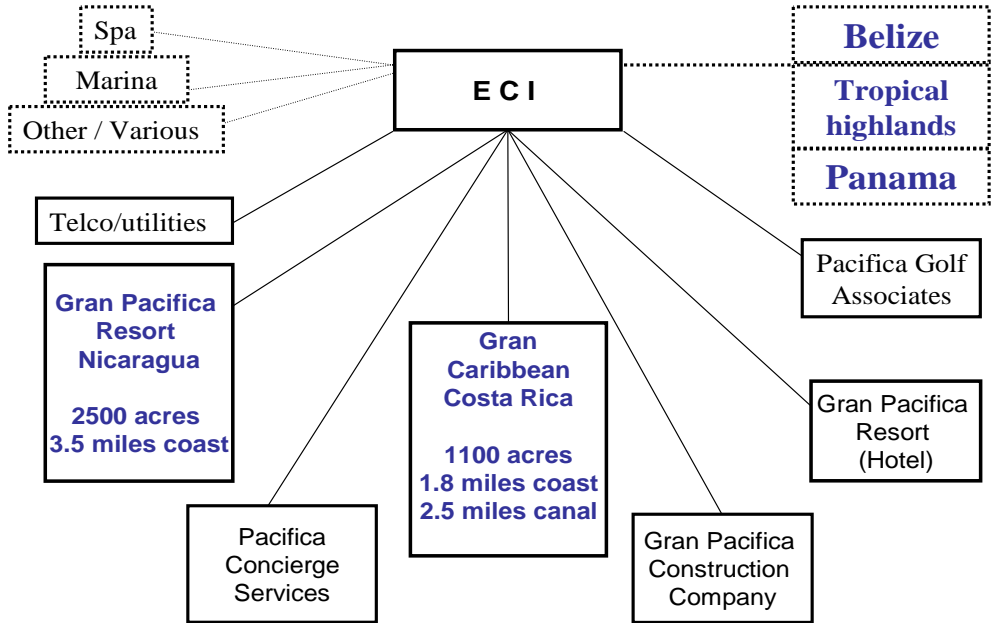 Spa
Marina
Other / Various
E C I
Belize
Tropical
highlands
Panama
Telco/utilities
Pacifica Golf
Associates
Gran Pacifica
Resort
Nicaragua
2500 acres
3.5 miles coast
Gran
Caribbean
Costa Rica
1100 acres
1.8 miles coast
2.5 miles canal
Gran Pacifica
Resort
(Hotel)
Pacifica
Concierge
Services
Gran Pacifica
Construction
Company